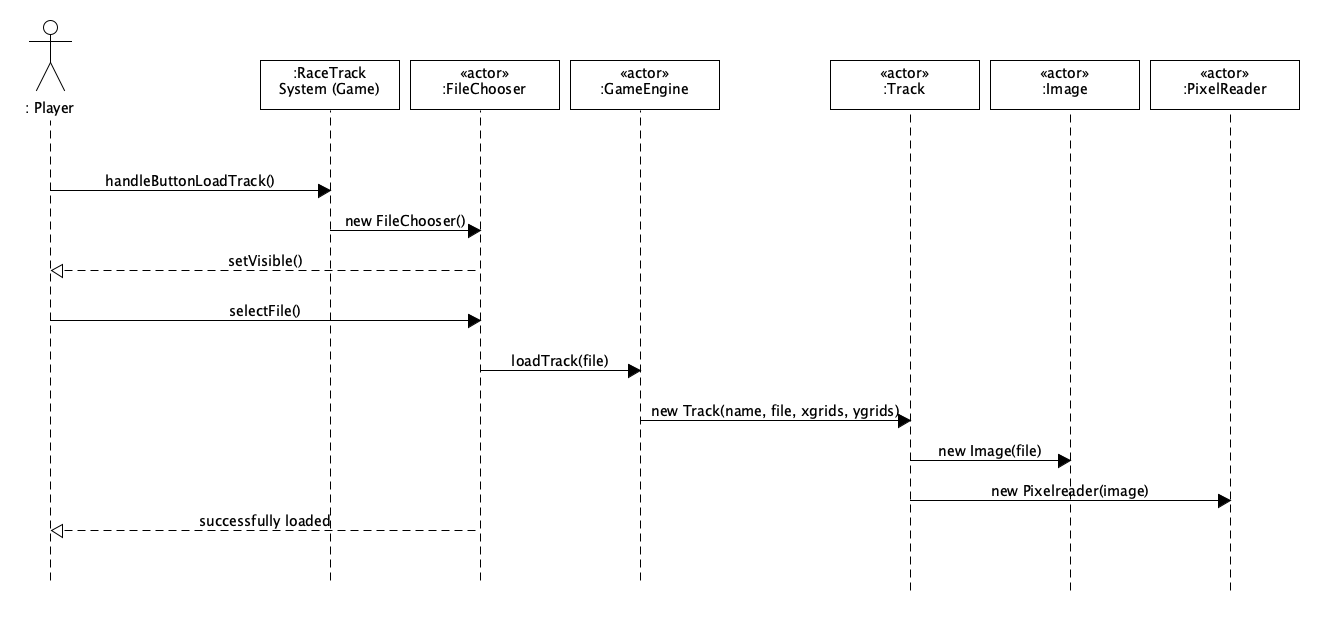 : Player
:RaceTrack
System (Game)
«actor»
:FileChooser
«actor»
:GameEngine
«actor»
:Track
«actor»
:Image
«actor»
:PixelReader
handleButtonLoadTrack()
new FileChooser()
setVisible()
selectFile()
loadTrack(file)
new Track(name, file, xgrids, ygrids)
new Image(file)
new Pixelreader(image)
successfully loaded